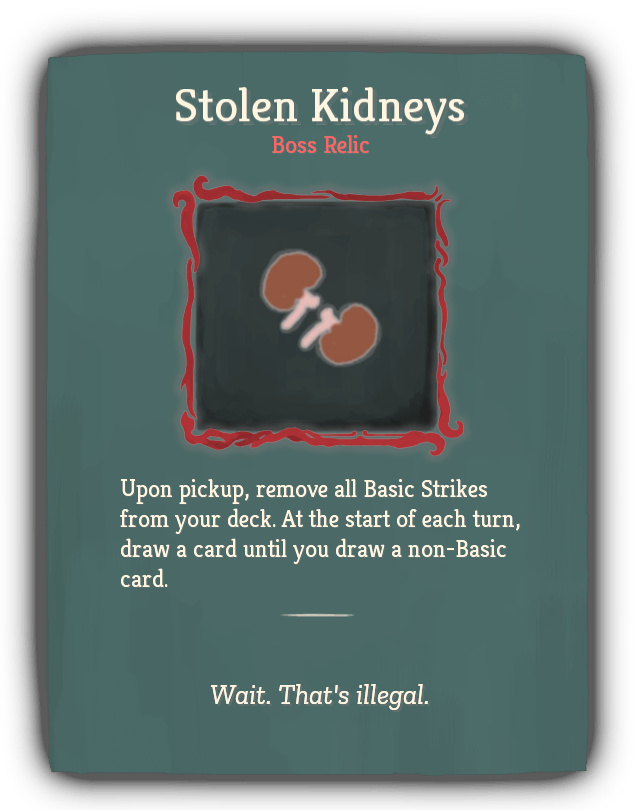 Stolen Kidneys
Boss Relic
Upon pickup, remove all Basic Strikes
from your deck. At the start of each turn,
draw a card until you draw a non-Basic
card.
Wait. That's illegal.